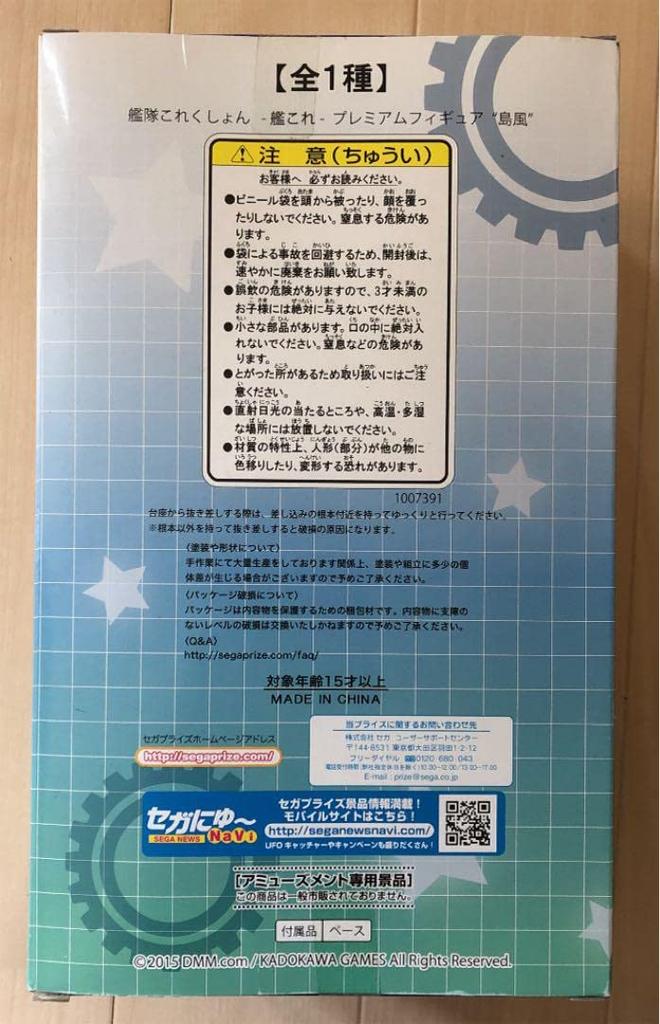 【全1種】
艦隊これくしょん -艦これ- プレミアムフィギュア“島風”
⚠注 意(ちゅうい)
お客様へ 必ずお読みください。
●ビニール袋を頭から被ったり、顔を覆っ
たりしないでください。窒息する危険があ
ります。
●袋による事故を回避するため、開封後は、
速やかに廃棄をお願い致します。
●誤飲の危険がありますので、3才未満の
お子様には絶対に与えないでください。
●小さな部品があります。口の中に絶対入
れないでください。窒息などの危険があ
ります。
●とがった所があるため取り扱いにはご注
意ください。
●直射日光の当たるところや、高温・多湿
な場所には放置しないでください。
●材質の特性上、人形(部分)が他の物に
色移りしたり、変形する恐れがあります。
1007391
台座から抜き差しする際は、差し込みの根本付近を持ってゆっくりと行ってください。
※根本以外を持って抜き差しすると破損の原因になります。
〈塗装や形状について〉
手作業にて大量生産をしております関係上、塗装や組立に多少の個
体差が生じる場合がございますので予めご了承ください。
〈パッケージ破損について〉
パッケージは内容物を保護するための梱包材です。内容物に支障の
ないレベルの破損は交換いたしかねますので予めご了承ください。
〈Q&A〉
http://segaprize.com/faq/
対象年齢15才以上
MADE IN CHINA
セガプライズホームページアドレス
http://segaprize.com/
当プライズに関するお問い合わせ先
株式会社セガ ユーザーサポートセンター
〒144-8531 東京都大田区羽田1-2-12
フリーダイヤル 0120 680 043
E-mail : prize@sega.co.jp
セガにゅ〜
SEGA NEWS NaVi
セガプライズ景品情報満載!
モバイルサイトはこちら!
http://seganewsnavi.com/
UFOキャッチャーやキャンペーンも盛りだくさん!
【アミューズメント専用景品】
この商品は一般市販されておりません。
付属品 ベース
©2015 DMM.com / KADOKAWA GAMES All Rights Reserved.